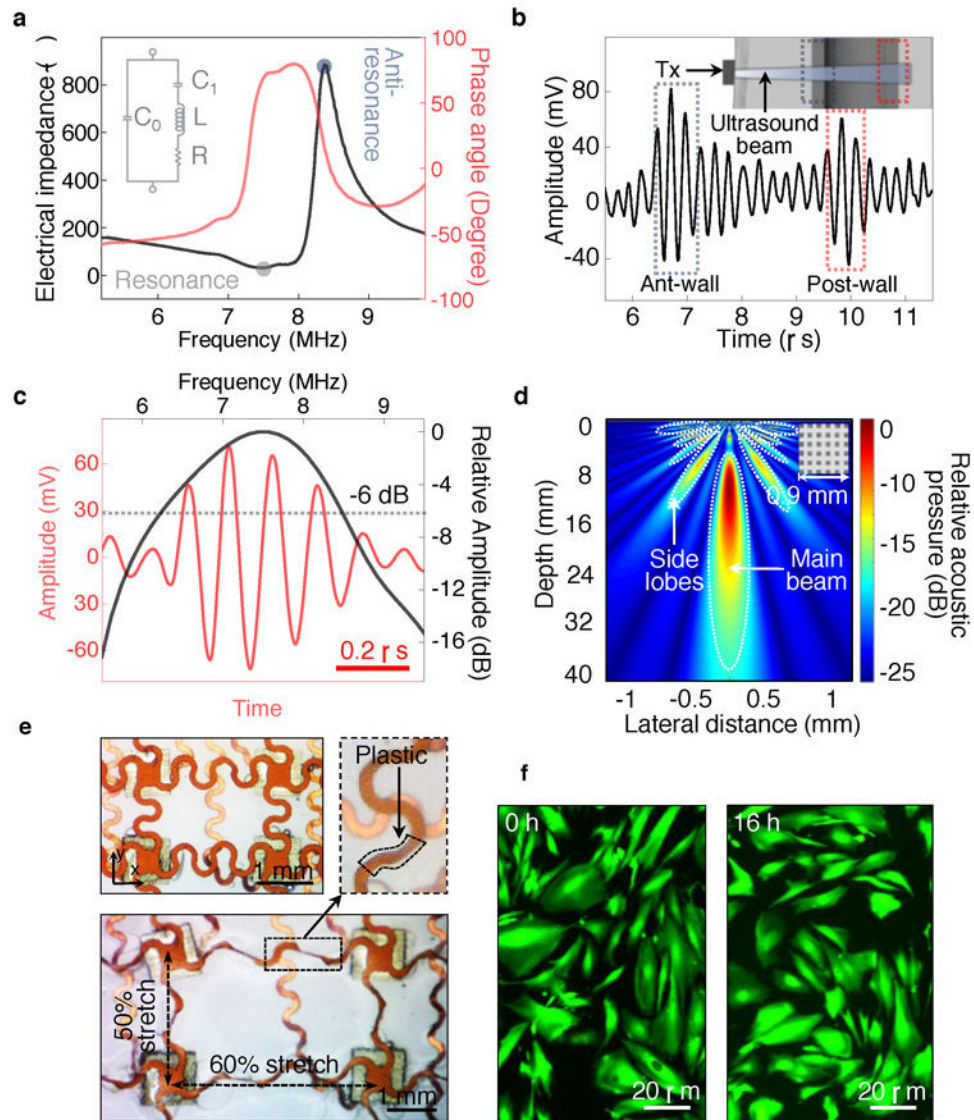 a
Electrical impedance (
800
600
400
200
0
C0
C1
L
R
Anti-
resonance
Resonance
100
50
0
-50
-100
Phase angle (Degree)
6
7
8
9
Frequency (MHz)
b
Amplitude (mV)
80
40
0
-40
Tx
Ultrasound
beam
Ant-wall
Post-wall
6
7
8
9
10
11
Time (r s)
c
Frequency (MHz)
6
7
8
9
Amplitude (mV)
60
30
0
30
-60
-6 dB
0.2 r s
0
-4
-8
-12
-16
Relative Amplitude (dB)
Time
d
Depth (mm)
0
8
16
24
32
40
0.9 mm
Side
lobes
Main
beam
-1
-0.5
0.5
1
Lateral distance (mm)
0
-5
-10
-15
-20
-25
Relative acoustic
pressure (dB)
e
y
x
1 mm
Plastic
50%
stretch
60% stretch
1 mm
f
0 h
20 r m
16 h
20 r m